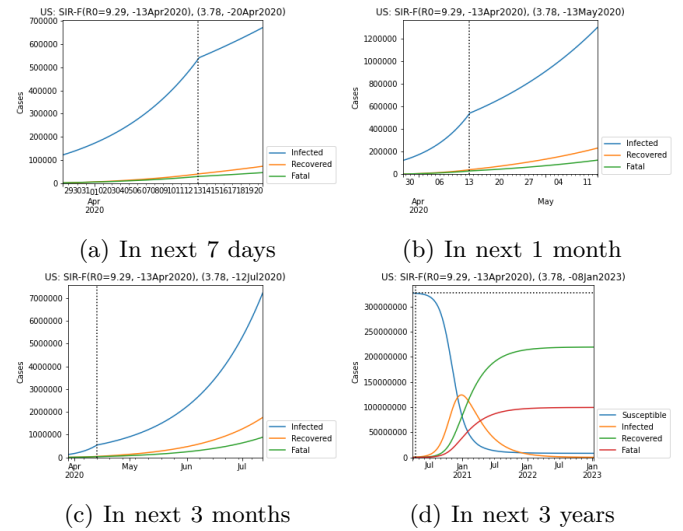 US: SIR-F(R0=9.29, -13Apr2020), (3.78, -20Apr2020)
700000
600000
500000
400000
300000
200000
100000
0
Cases
Infected
Recovered
Fatal
29303101020304050607080910111213141516171819 20
Apr
2020
(a) In next 7 days
US: SIR-F(R0=9.29, -13Apr2020), (3.78, -13May2020)
1200000
1000000
800000
600000
400000
200000
0
Cases
Infected
Recovered
Fatal
30 06 13 20 27 04 11
Apr
2020
May
(b) In next 1 month
US: SIR-F(R0=9.29, -13Apr2020), (3.78, -12Jul2020)
7000000
6000000
5000000
4000000
3000000
2000000
1000000
0
Cases
Infected
Recovered
Fatal
Apr May Jun Jul
2020
(c) In next 3 months
US: SIR-F(R0=9.29, -13Apr2020), (3.78, -08Jan2023)
300000000
250000000
200000000
150000000
100000000
50000000
0
Cases
Susceptible
Infected
Recovered
Fatal
Jul Jan Jul Jan Jul Jan
2021 2022 2023
(d) In next 3 years